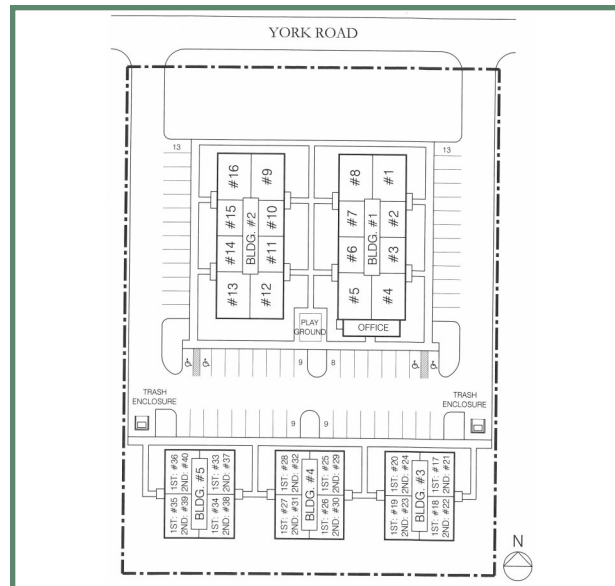 YORK ROAD
13
13
#16
#9
#8
#1
#15
#10
#7
#2
BLDG. #2
BLDG. #1
#14
#11
#6
#3
#13
#12
#5
#4
PLAY
GROUND
OFFICE
9
8
TRASH
ENCLOSURE
TRASH
ENCLOSURE
9
9
1ST: #36
2ND: #40
1ST: #33
2ND: #37
BLDG. #5
1ST: #35
2ND: #39
1ST: #34
2ND: #38
1ST: #28
2ND: #32
1ST: #25
2ND: #29
BLDG. #4
1ST: #27
2ND: #31
1ST: #26
2ND: #30
1ST: #20
2ND: #24
1ST: #17
2ND: #21
BLDG. #3
1ST: #19
2ND: #23
1ST: #18
2ND: #22
N